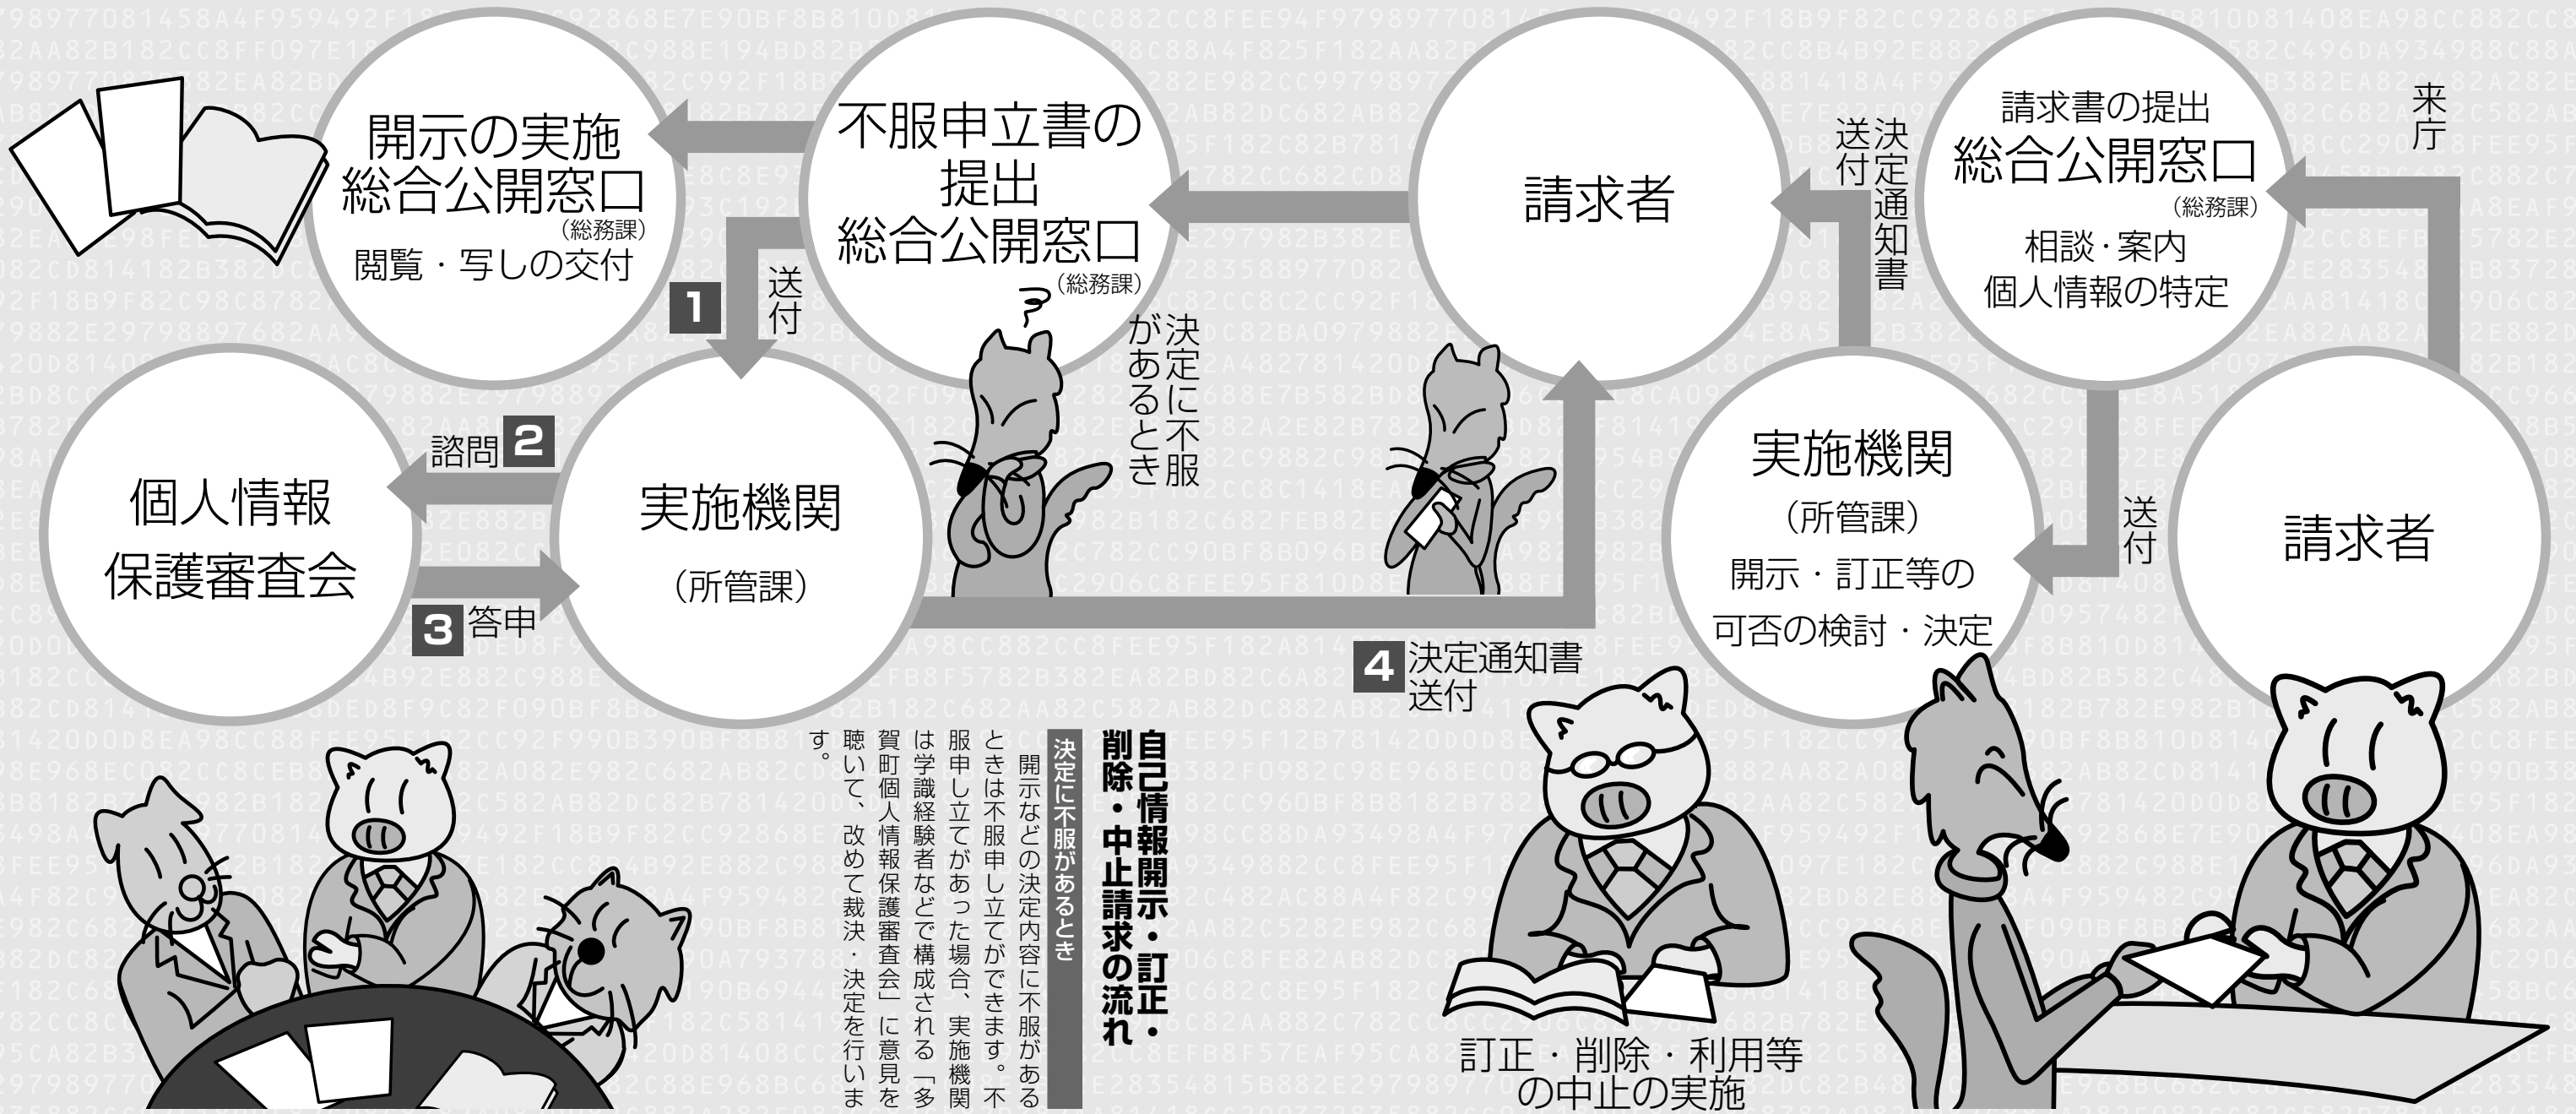 来庁
請求者
請求書の提出
総合公開窓口
（総務課）
相談・案内
個人情報の特定
送付
実施機関
（所管課）
開示・訂正等の
可否の検討・決定
決定通知書
送付
請求者
決定に不服
があるとき
不服申立書の
提出
総合公開窓口
（総務課）
開示の実施
総合公開窓口
（総務課）
閲覧・写しの交付
1
送付
実施機関
（所管課）
諮問 2
個人情報
保護審査会
3 答申
4 決定通知書
送付
訂正・削除・利用等
の中止の実施
自己情報開示・訂正・
削除・中止請求の流れ
決定に不服があるとき
開示などの決定内容に不服がある
ときは不服申し立てができます。不
服申し立てがあった場合、実施機関
は学識経験者などで構成される「多
賀町個人情報保護審査会」に意見を
聴いて、改めて裁決・決定を行いま
す。